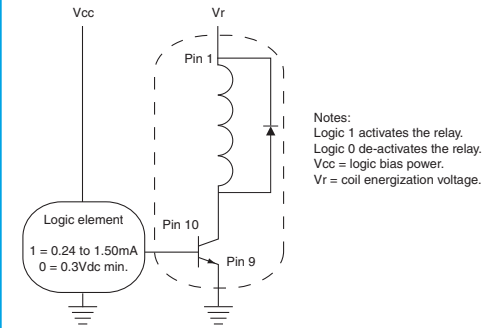 Vcc
Vr
Pin 1
Notes:
Logic 1 activates the relay.
Logic 0 de-activates the relay.
Vcc = logic bias power.
Vr = coil energization voltage.
Logic element
1 = 0.24 to 1.50mA
0 = 0.3Vdc min.
Pin 10
Pin 9